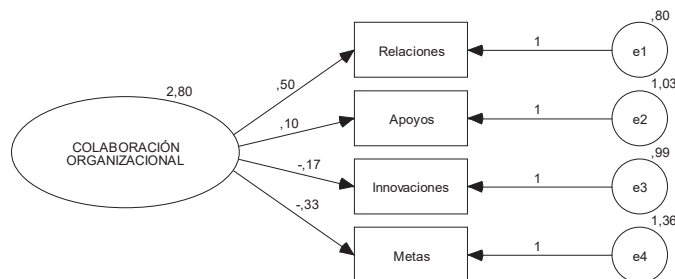 ,80
Relaciones
1
e1
,50
2,80
1,03
,10
Apoyos
1
e2
COLABORACIÓN
ORGANIZACIONAL
,99
-,17
Innovaciones
1
e3
-,33
1,36
Metas
1
e4